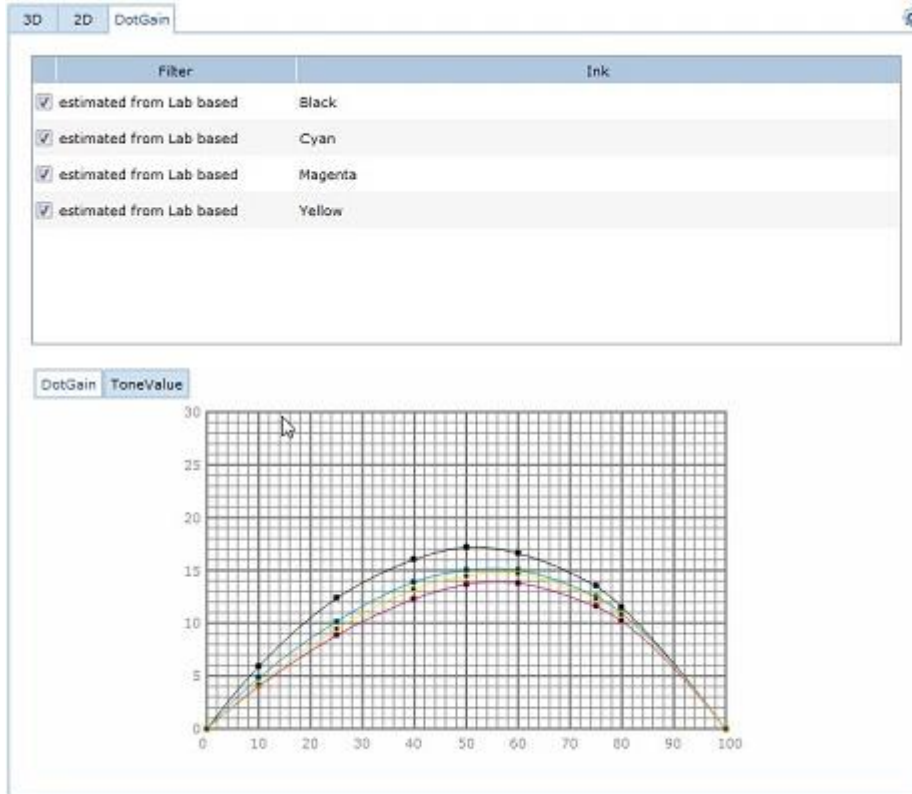 3D 2D DotGain
Filter Ink
estimated from Lab based Black
estimated from Lab based Cyan
estimated from Lab based Magenta
estimated from Lab based Yellow
DotGain ToneValue
30
25
20
15
10
5
0
0 10 20 30 40 50 60 70 80 90 100